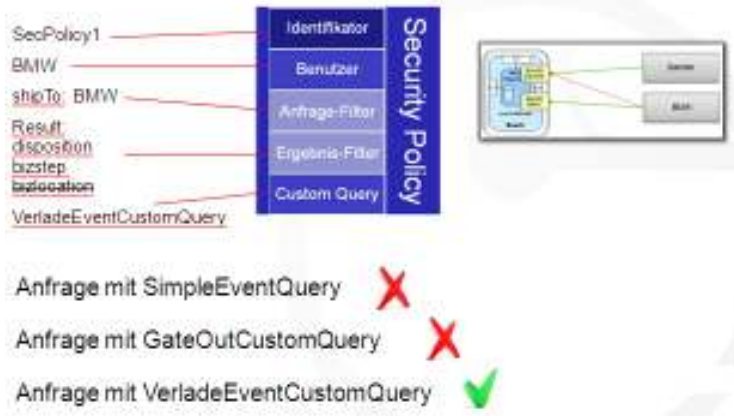 SecPolicy1
BMW
shipTo: BMW
Result:
disposition
bizstep
bizlocation
VerladeEventCustomQuery
Identifikator
Benutzer
Anfrage-Filter
Ergebnis-Filter
Custom Query
Security Policy
Anfrage mit SimpleEventQuery
Anfrage mit GateOutCustomQuery
Anfrage mit VerladeEventCustomQuery